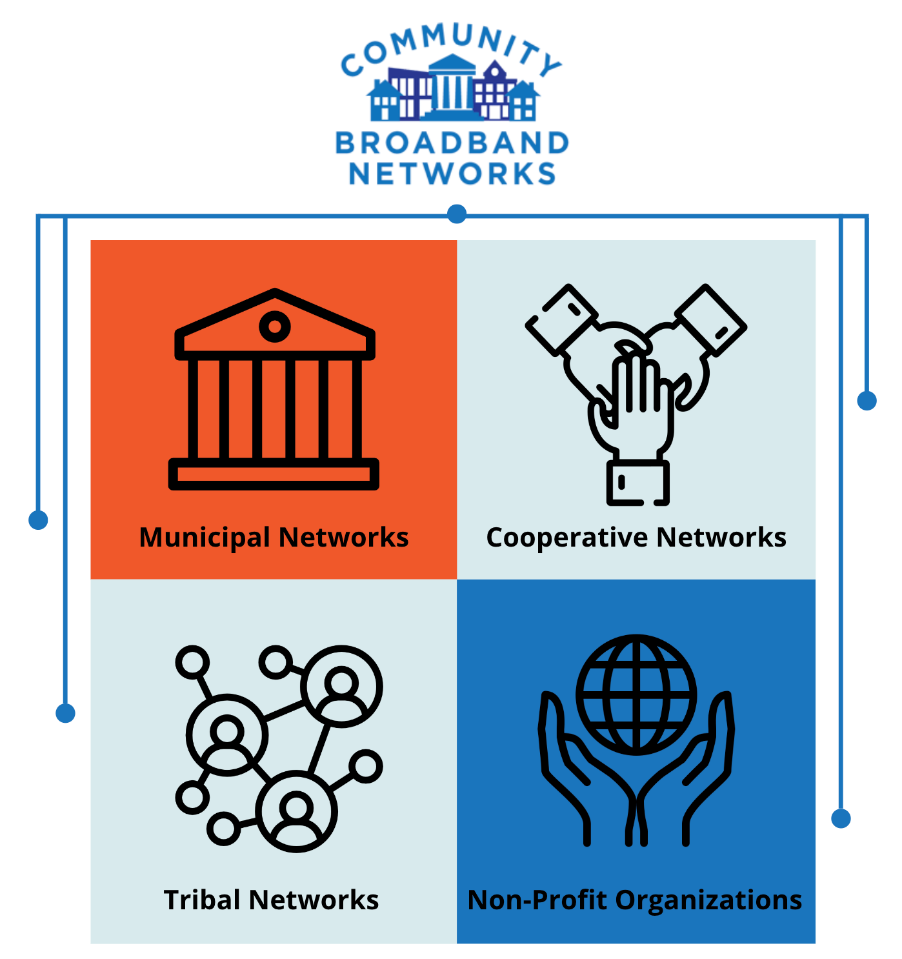 COMMUNITY
BROADBAND
NETWORKS
Municipal Networks
Cooperative Networks
Tribal Networks
Non-Profit Organizations